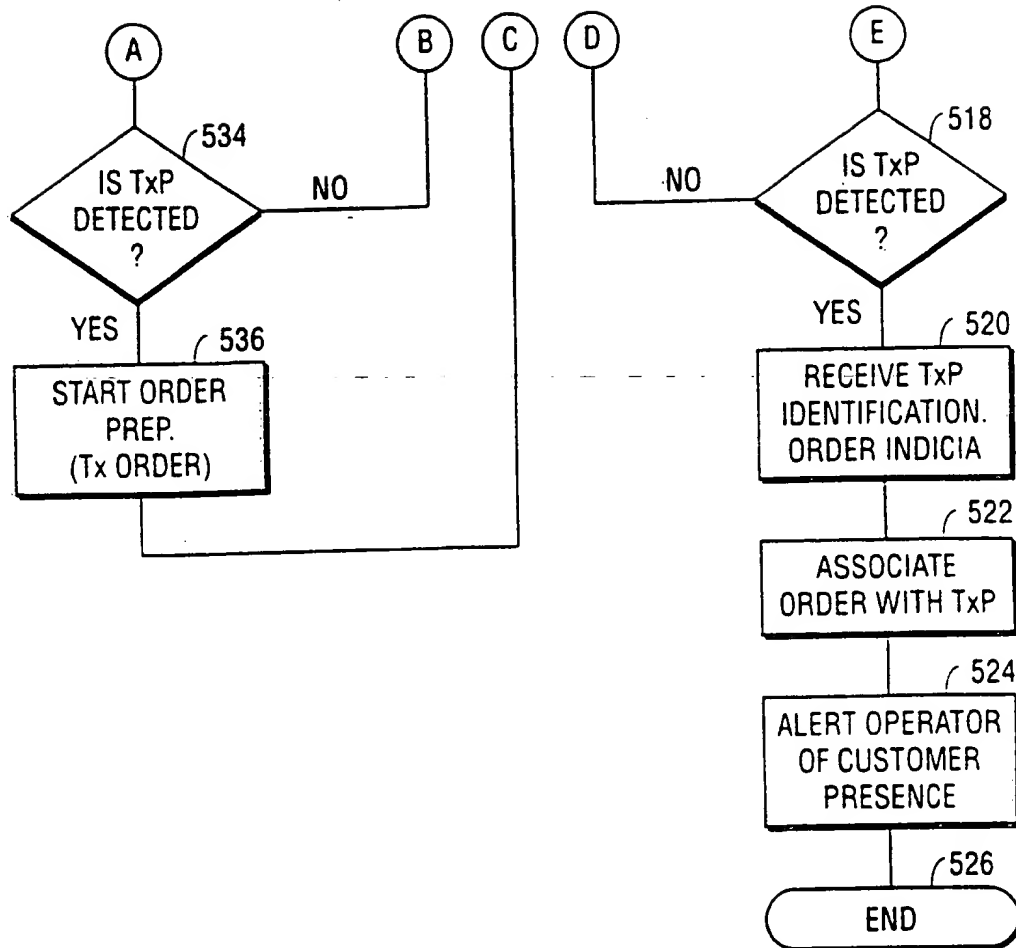 A
B
C
D
E
534
IS TxP
DETECTED
?
NO
YES
536
START ORDER
PREP.
(Tx ORDER)
518
IS TxP
DETECTED
?
NO
YES
520
RECEIVE TxP
IDENTIFICATION.
ORDER INDICIA
522
ASSOCIATE
ORDER WITH TxP
524
ALERT OPERATOR
OF CUSTOMER
PRESENCE
526
END